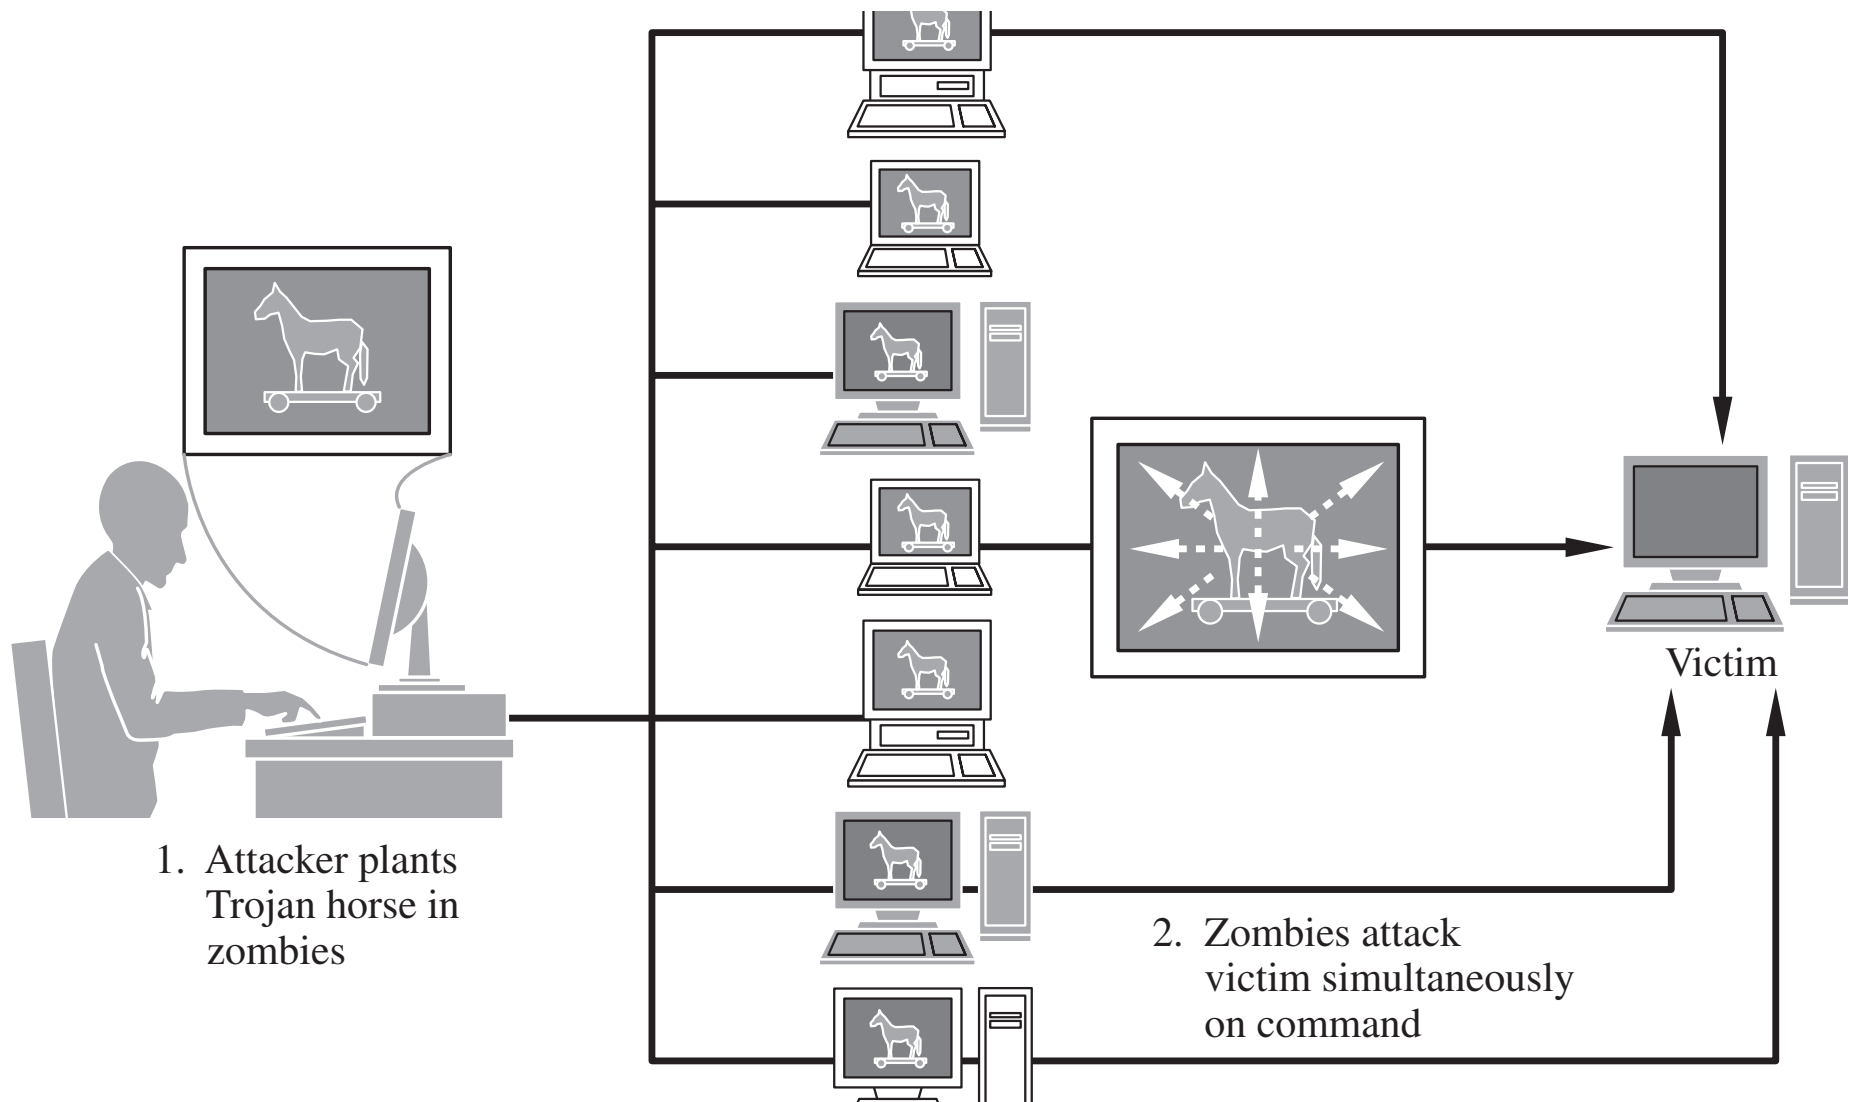 Victim
1. Attacker plants
Trojan horse in
zombies
2. Zombies attack
victim simultaneously
on command